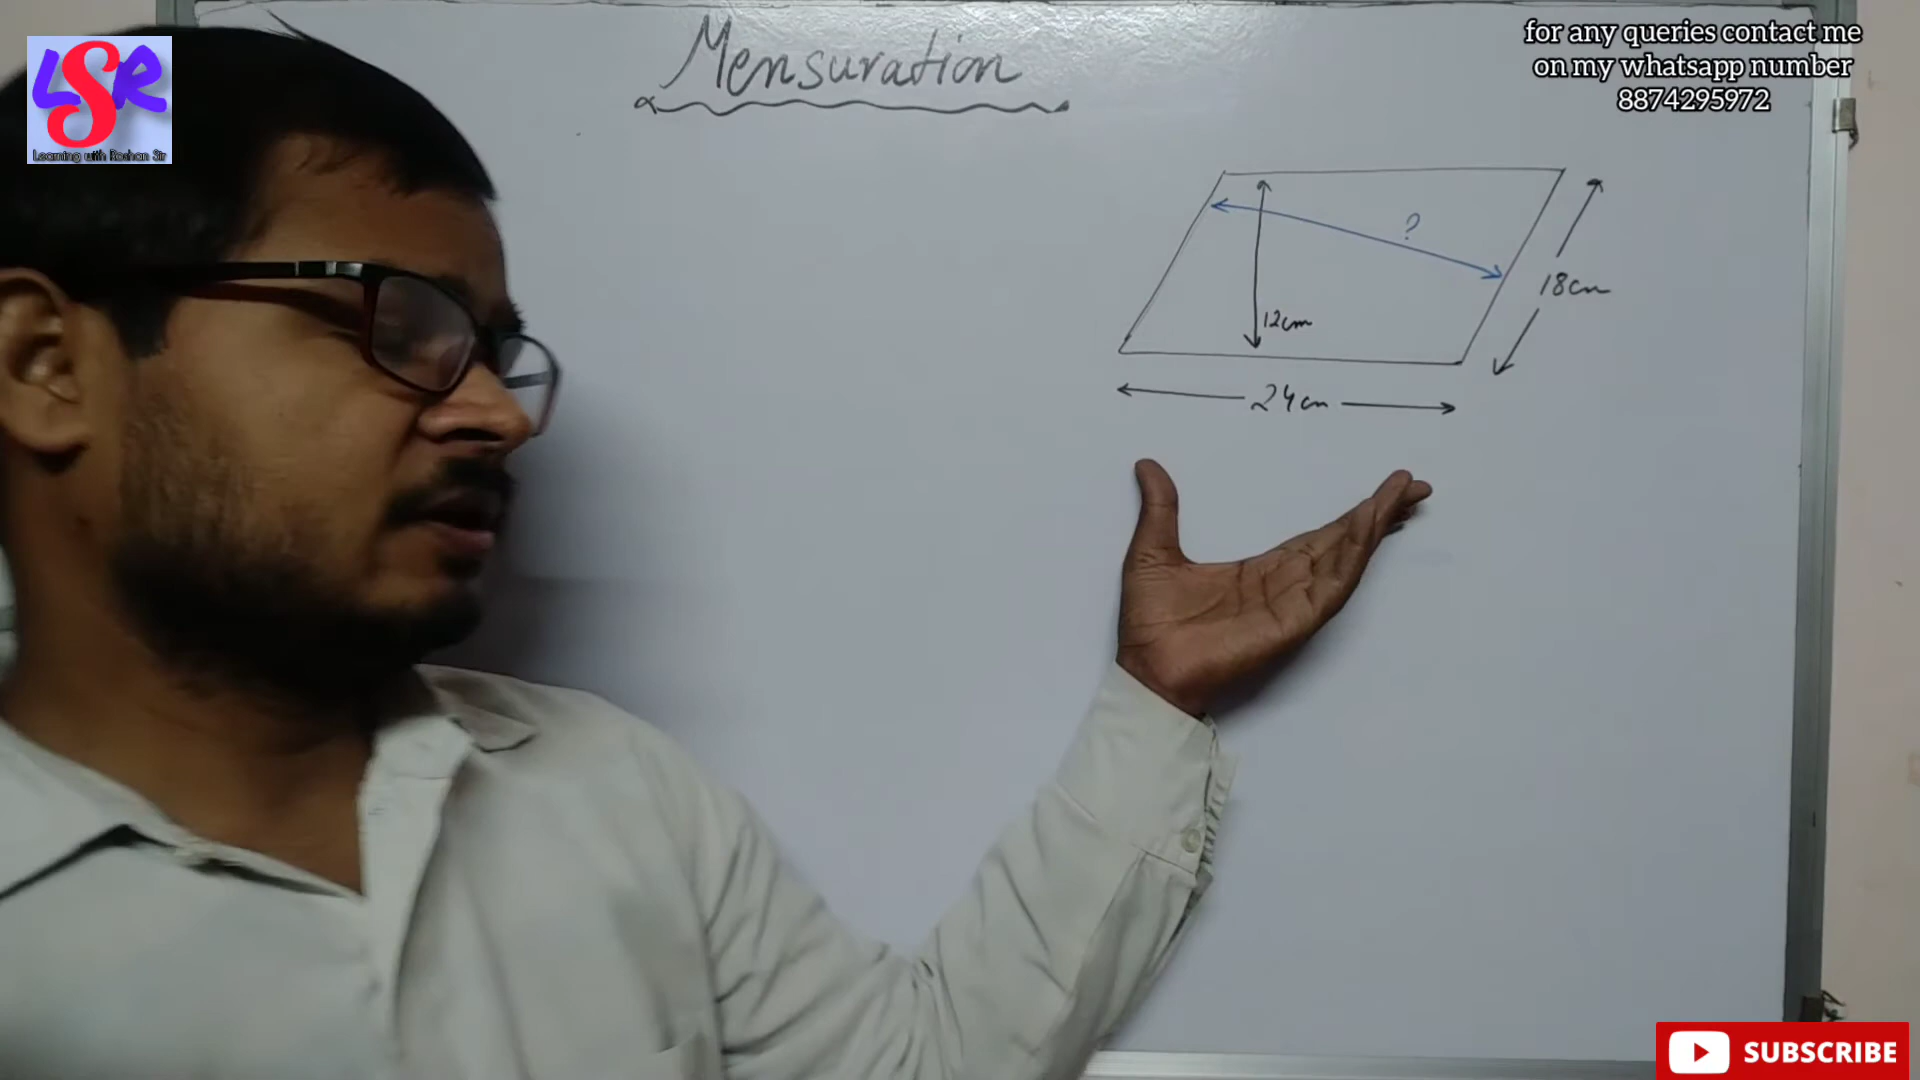 LSR
Learning with Roshan Sir
Mensuration
for any queries contact me
on my whatsapp number
8874295972
?
18cm
12cm
24cm
SUBSCRIBE